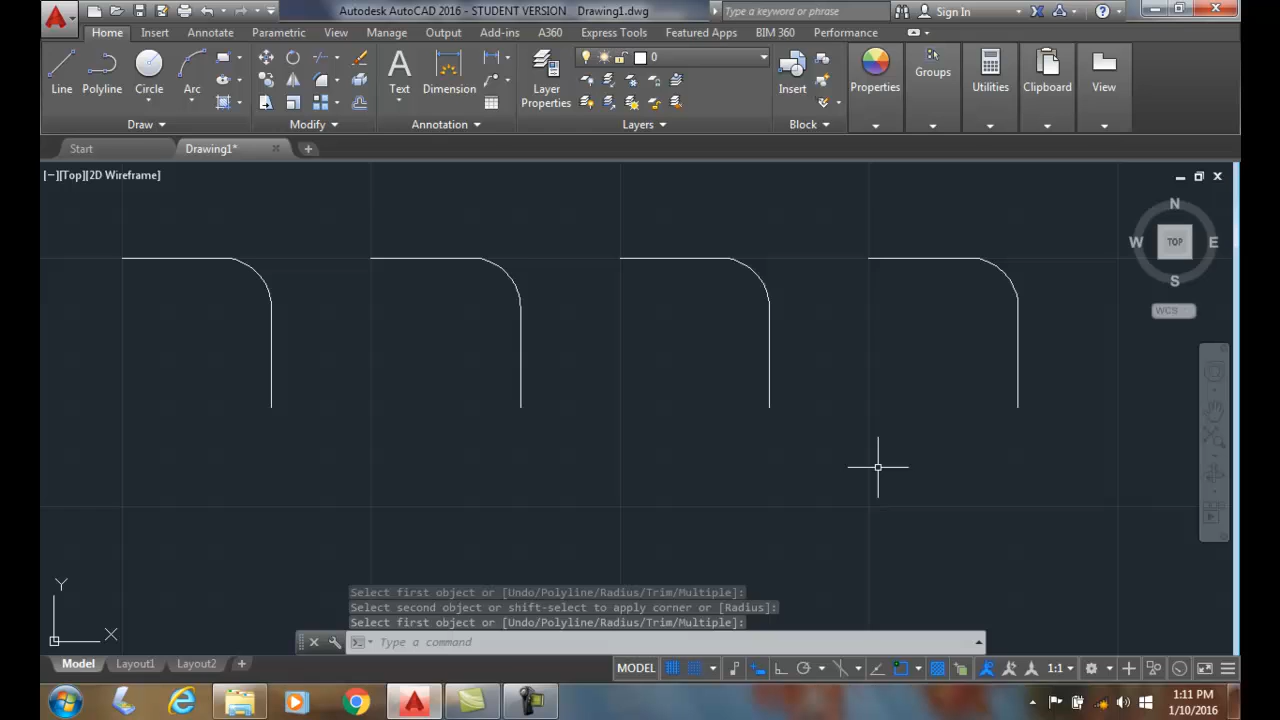 Autodesk AutoCAD 2016 - STUDENT VERSION Drawing1.dwg
Type a keyword or phrase
Sign In
Home Insert Annotate Parametric View Manage Output Add-ins A360 Express Tools Featured Apps BIM 360 Performance
0
Line Polyline Circle Arc
Text Dimension
Layer Properties
Insert
Properties Groups Utilities Clipboard View
Draw Modify Annotation Layers Block
Start Drawing1*
[−][Top][2D Wireframe]
N
W TOP E
S
WCS
Y
X
Select first object or [Undo/Polyline/Radius/Trim/Multiple]:
Select second object or shift-select to apply corner or [Radius]:
Select first object or [Undo/Polyline/Radius/Trim/Multiple]:
Type a command
Model Layout1 Layout2
MODEL 1:1
1:11 PM
1/10/2016